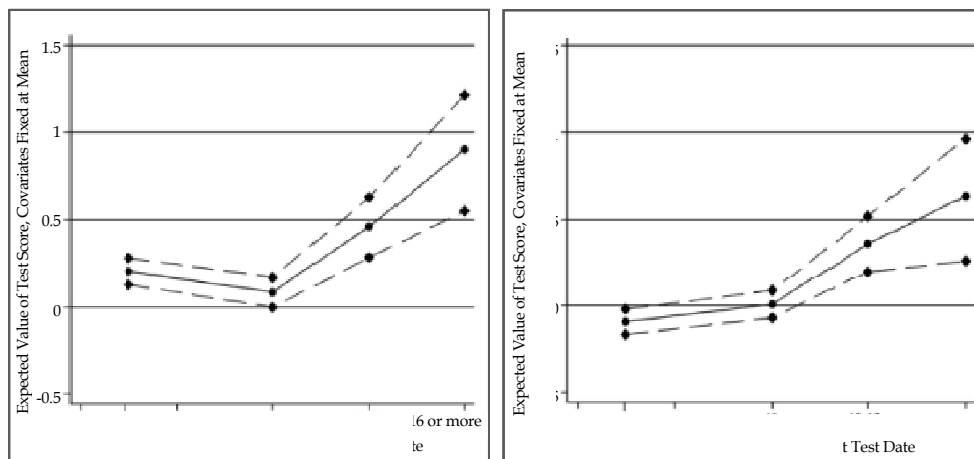 Expected Value of Test Score, Covariates Fixed at Mean
1.5
1
0.5
0
-0.5
16 or more
te
Expected Value of Test Score, Covariates Fixed at Mean
t Test Date